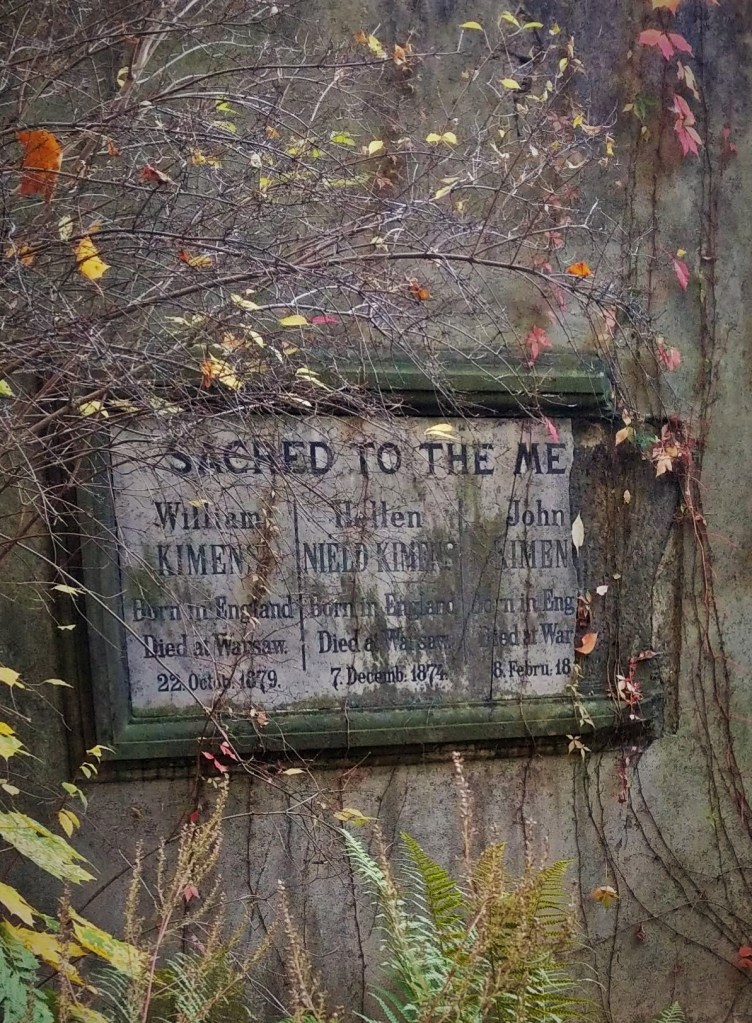 SACRED TO THE ME
William Hellen John
KIMENS NIELD KIMENS KIMEN
Born in England Born in England Born in Eng
Died at Warsaw. Died at Warsaw. Died at War
22. Octob. 1879. 7. Decemb. 1874. 8. Febru. 18